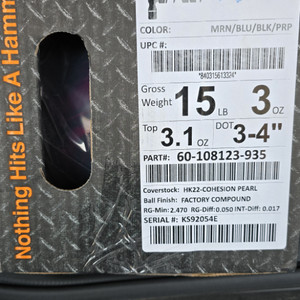 Nothing Hits Like A Hamm
COLOR: MRN/BLU/BLK/PRP
UPC #:
*840315613324*
Gross Weight 15 LB 3 OZ
Top 3.1 OZ DOT 3-4"
PART#: 60-108123-935
Coverstock: HK22-COHESION PEARL
Ball Finish: FACTORY COMPOUND
RG-Min: 2.470 RG-Diff: 0.050 INT-Diff: 0.017
SERIAL #: KS92054E